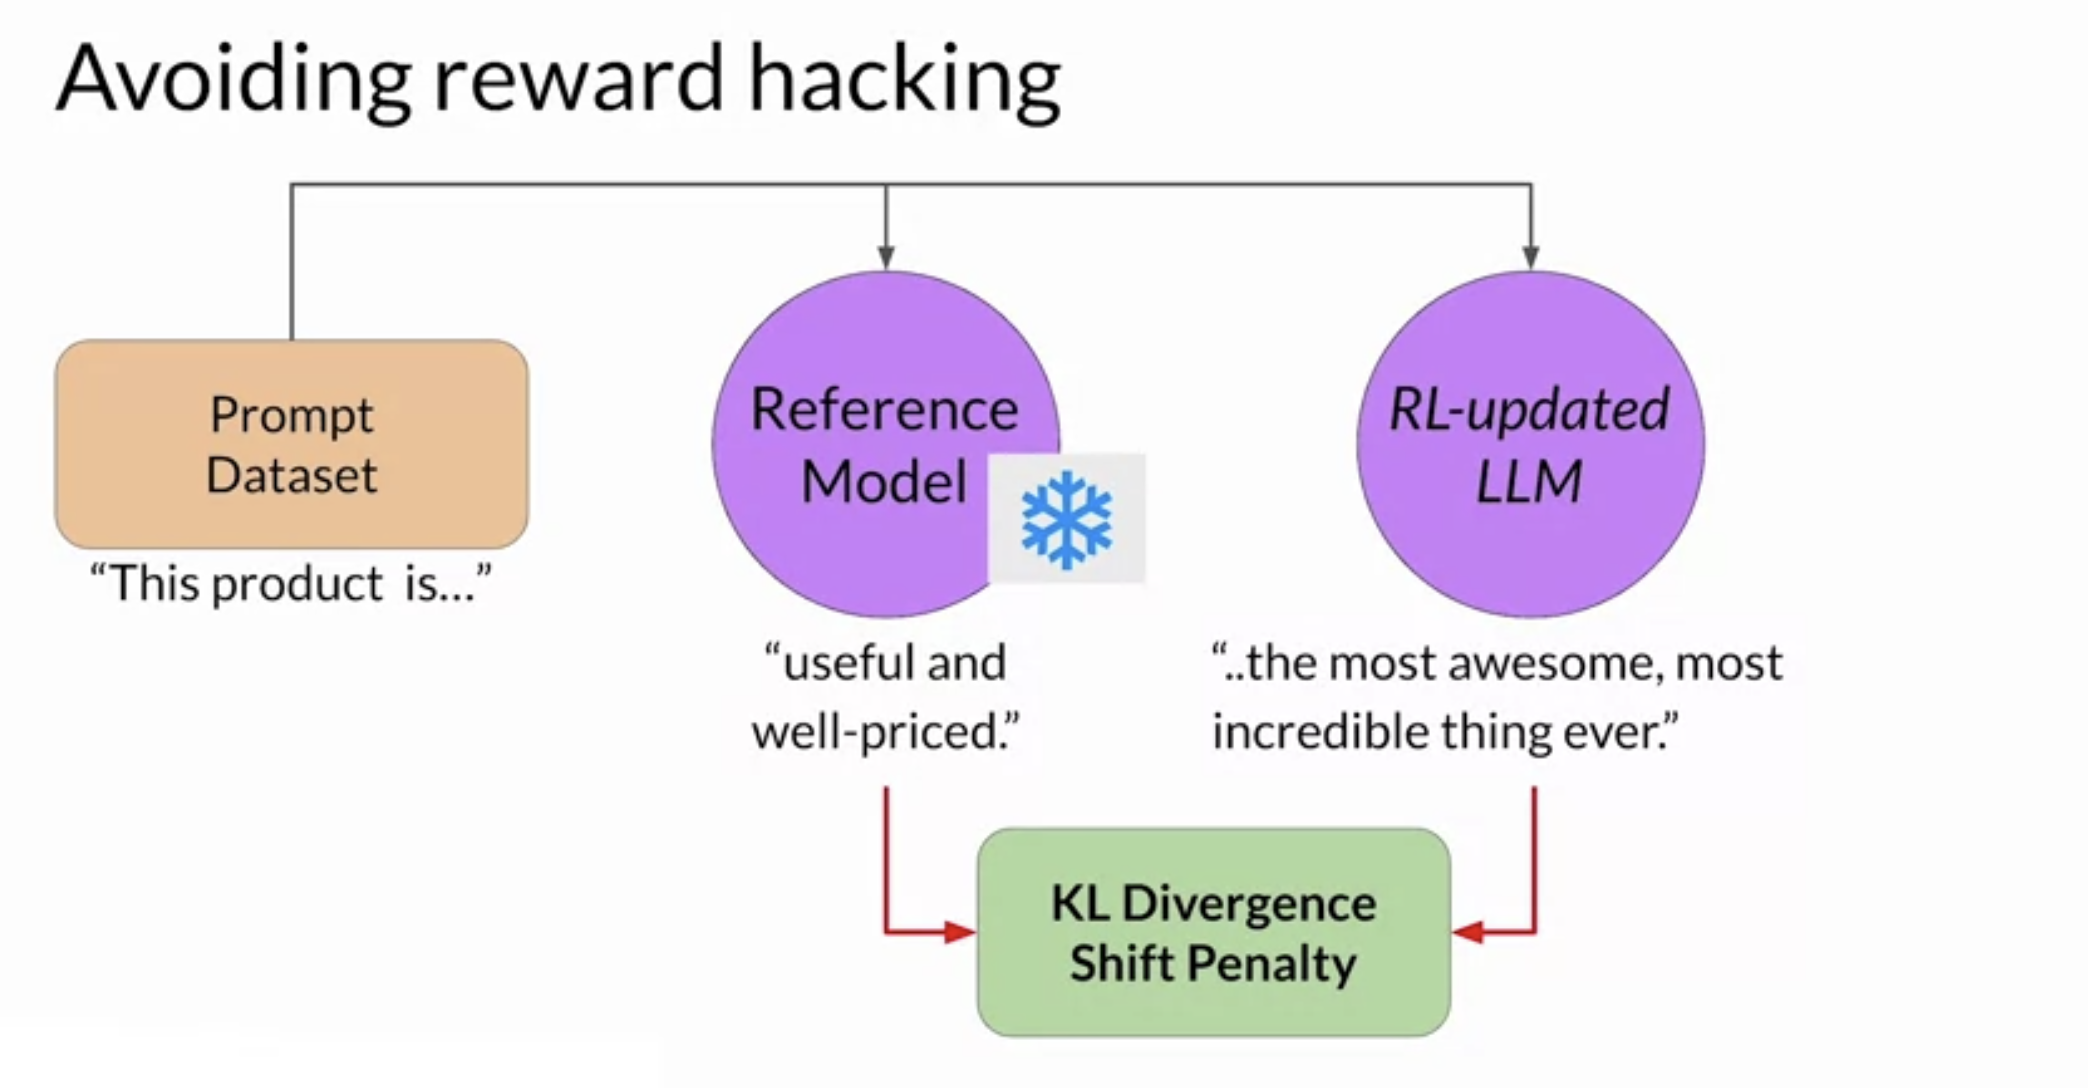 Avoiding reward hacking
Prompt
Dataset
“This product is...”
Reference
Model
“useful and
well-priced.”
RL-updated
LLM
“..the most awesome, most
incredible thing ever.”
KL Divergence
Shift Penalty